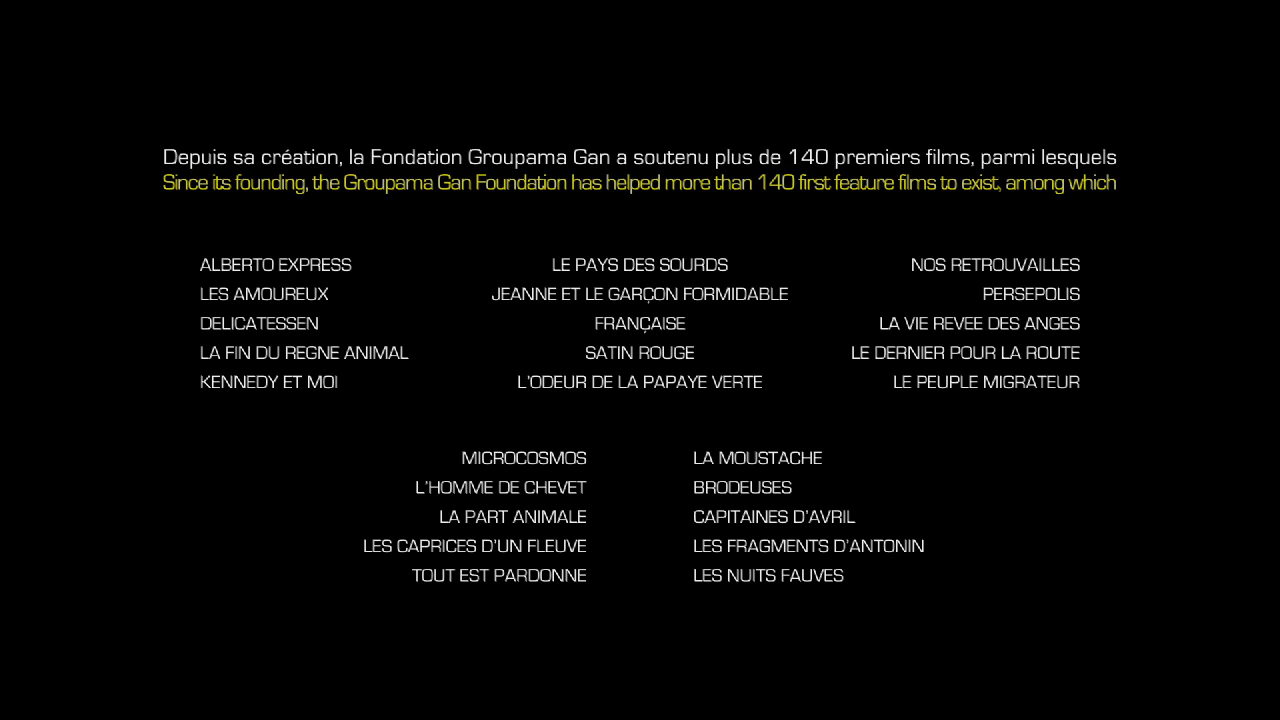 Depuis sa création, la Fondation Groupama Gan a soutenu plus de 140 premiers films, parmi lesquels
Since its founding, the Groupama Gan Foundation has helped more than 140 first feature films to exist, among which
ALBERTO EXPRESS
LES AMOUREUX
DELICATESSEN
LA FIN DU REGNE ANIMAL
KENNEDY ET MOI
LE PAYS DES SOURDS
JEANNE ET LE GARÇON FORMIDABLE
FRANÇAISE
SATIN ROUGE
L'ODEUR DE LA PAPAYE VERTE
NOS RETROUVAILLES
PERSEPOLIS
LA VIE REVEE DES ANGES
LE DERNIER POUR LA ROUTE
LE PEUPLE MIGRATEUR
MICROCOSMOS
L'HOMME DE CHEVET
LA PART ANIMALE
LES CAPRICES D'UN FLEUVE
TOUT EST PARDONNE
LA MOUSTACHE
BRODEUSES
CAPITAINES D'AVRIL
LES FRAGMENTS D'ANTONIN
LES NUITS FAUVES